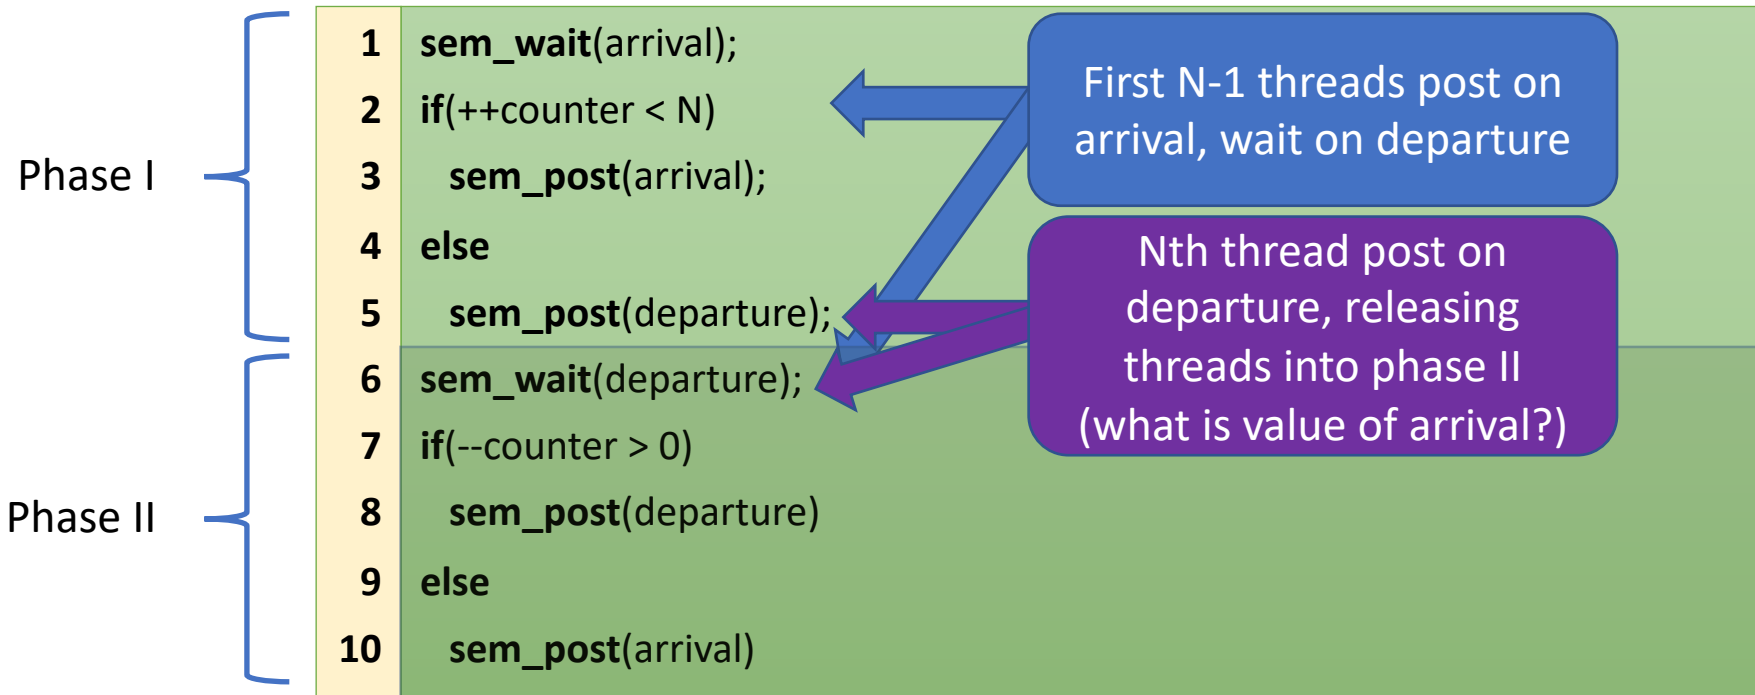 Phase I
1 sem_wait(arrival);
2 if(++counter < N)
3 sem_post(arrival);
4 else
5 sem_post(departure);
Phase II
6 sem_wait(departure);
7 if(--counter > 0)
8 sem_post(departure)
9 else
10 sem_post(arrival)
First N-1 threads post on
arrival, wait on departure
Nth thread post on
departure, releasing
threads into phase II
(what is value of arrival?)